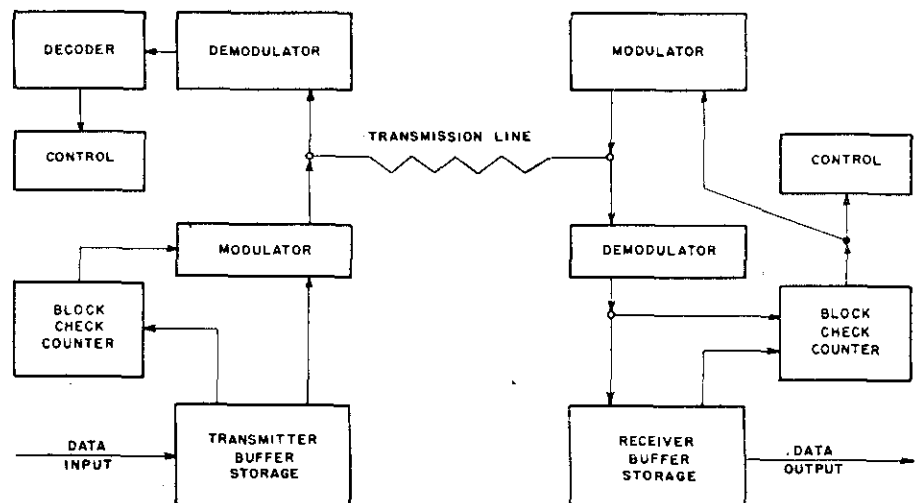 DECODER
DEMODULATOR
MODULATOR
TRANSMISSION LINE
CONTROL
CONTROL
MODULATOR
DEMODULATOR
BLOCK
CHECK
COUNTER
BLOCK
CHECK
COUNTER
DATA
INPUT
TRANSMITTER
BUFFER
STORAGE
RECEIVER
BUFFER
STORAGE
DATA
OUTPUT